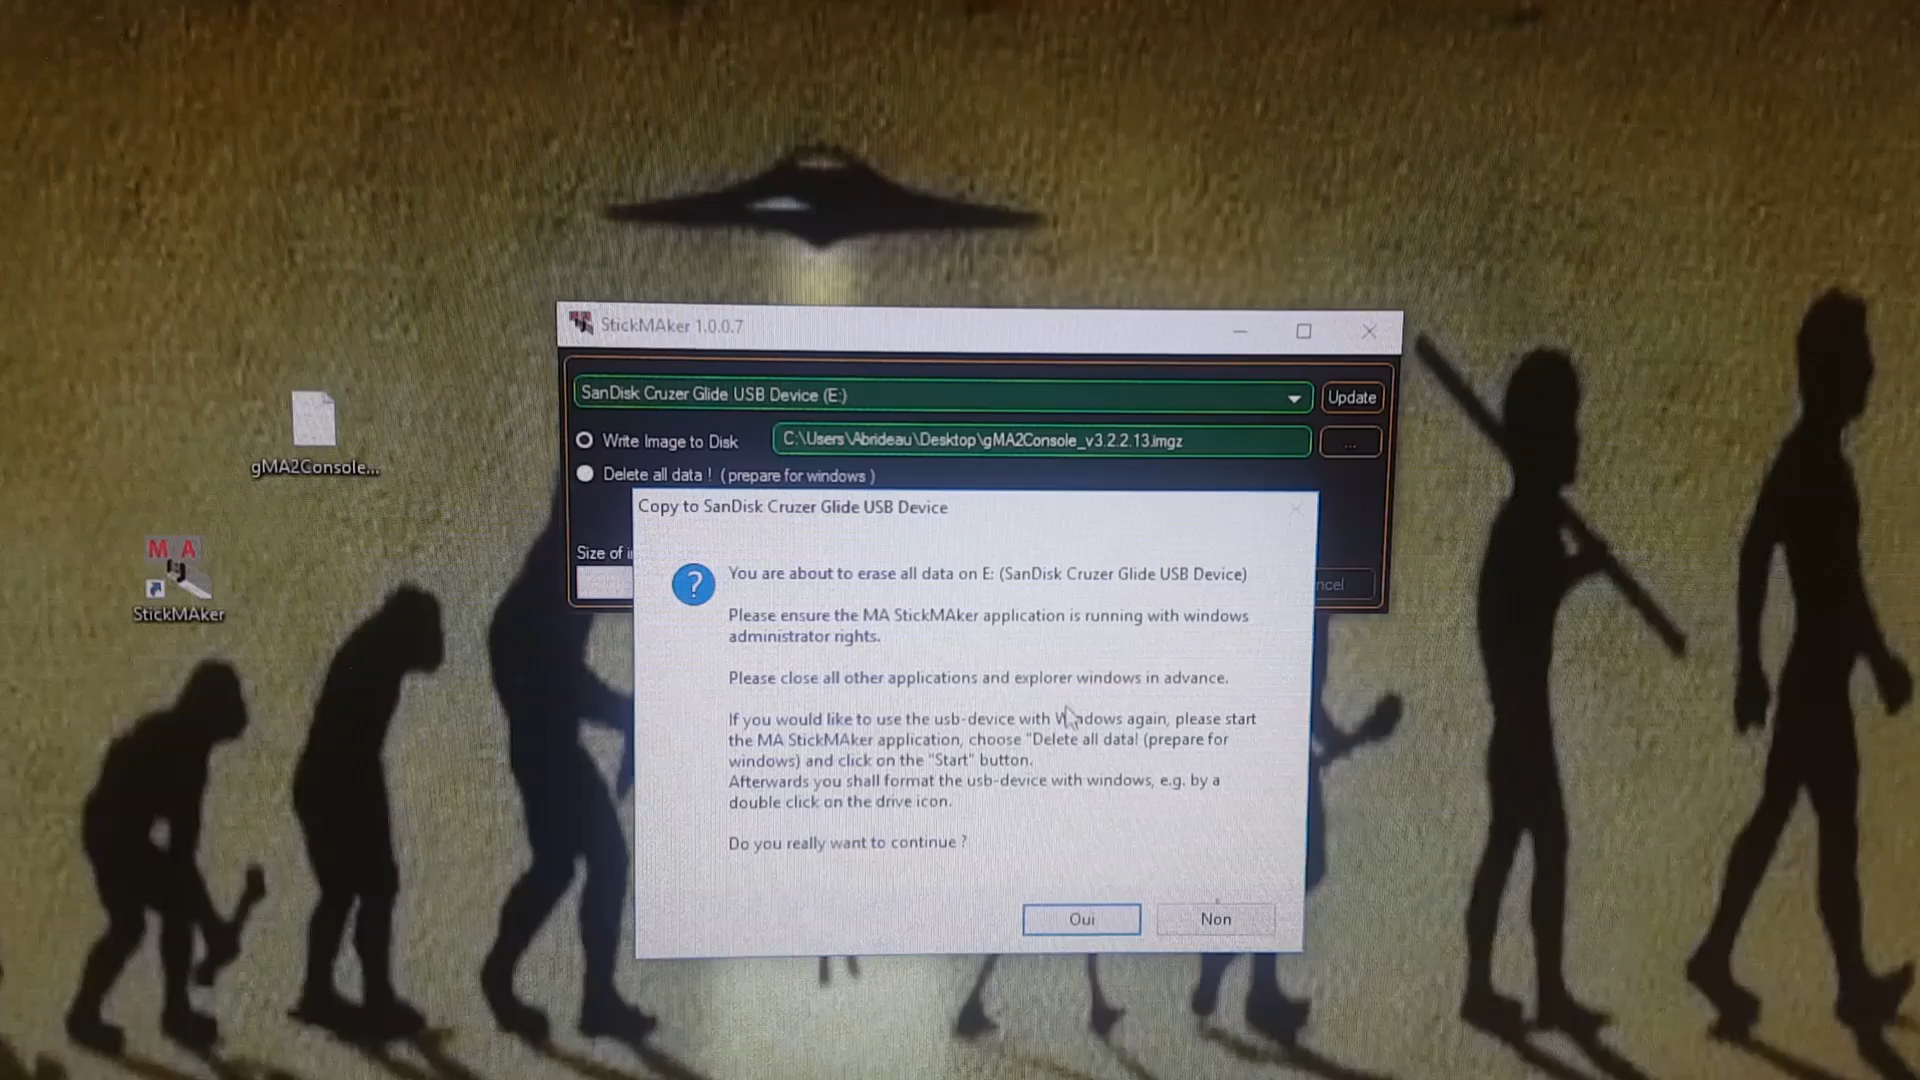 StickMAker 1.0.0.7
SanDisk Cruzer Glide USB Device (E:)
Update
Write Image to Disk
C:\Users\Abrideau\Desktop\gMA2Console_v3.2.2.13.imgz
...
Delete all data ! ( prepare for windows )
gMA2Console...
Copy to SanDisk Cruzer Glide USB Device
Size of
ncel
MA
StickMAker
?
You are about to erase all data on E: (SanDisk Cruzer Glide USB Device)
Please ensure the MA StickMAker application is running with windows
administrator rights.
Please close all other applications and explorer windows in advance.
If you would like to use the usb-device with Windows again, please start
the MA StickMAker application, choose "Delete all data! (prepare for
windows) and click on the "Start" button.
Afterwards you shall format the usb-device with windows, e.g. by a
double click on the drive icon.
Do you really want to continue ?
Oui
Non